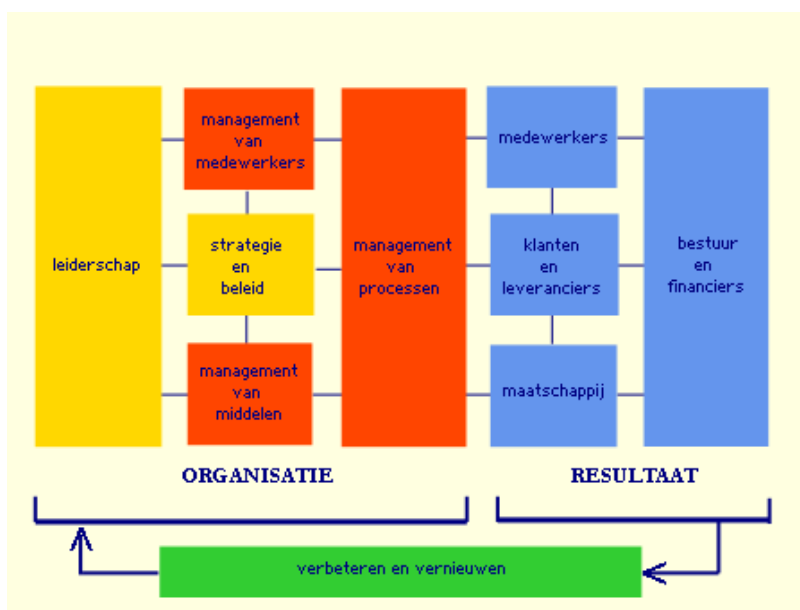 leiderschap
management
van
medewerkers
strategie
en
beleid
management
van
middelen
management
van
processen
medewerkers
klanten
en
leveranciers
maatschappij
bestuur
en
financiers
ORGANISATIE
RESULTAAT
verbeteren en vernieuwen